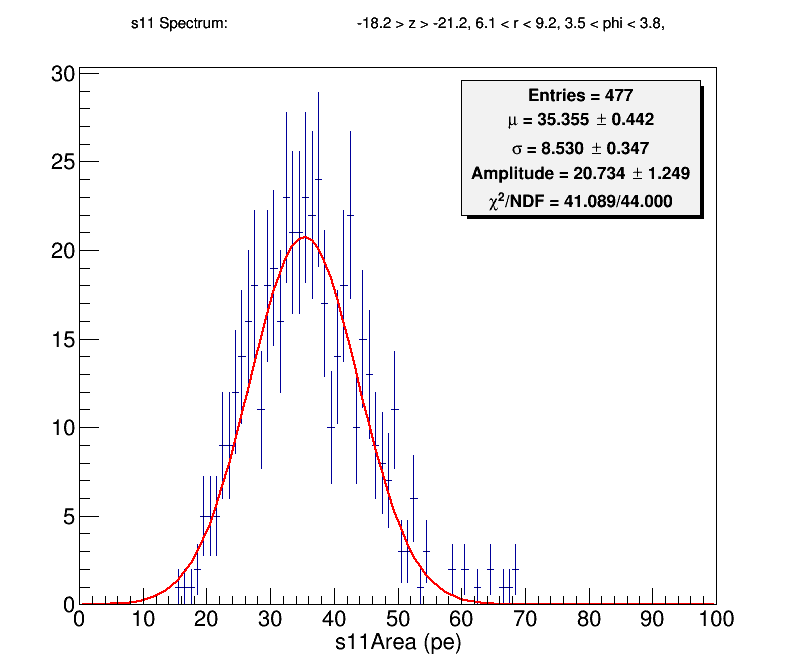 s11 Spectrum: -18.2 > z > -21.2, 6.1 < r < 9.2, 3.5 < phi < 3.8,
Entries = 477
μ = 35.355 ± 0.442
σ = 8.530 ± 0.347
Amplitude = 20.734 ± 1.249
χ²/NDF = 41.089/44.000
30
25
20
15
10
5
0
0 10 20 30 40 50 60 70 80 90 100
s11Area (pe)